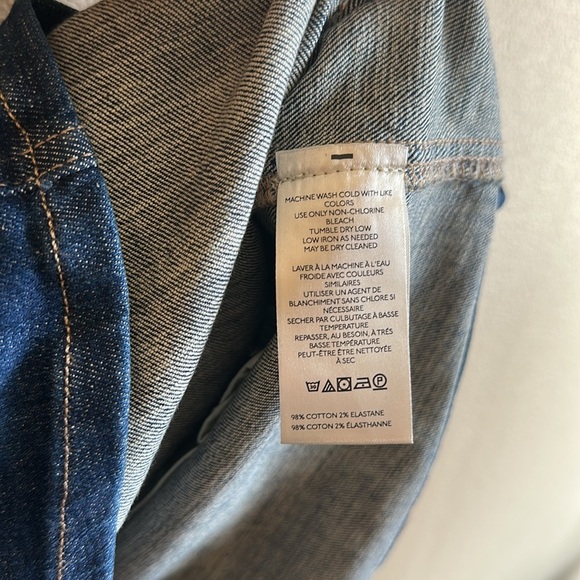 MACHINE WASH COLD WITH LIKE
COLORS
USE ONLY NON-CHLORINE
BLEACH
TUMBLE DRY LOW
LOW IRON AS NEEDED
MAY BE DRY CLEANED
LAVER À LA MACHINE À L'EAU
FROIDE AVEC COULEURS
SIMILAIRES
UTILISER UN AGENT DE
BLANCHIMENT SANS CHLORE SI
NÉCESSAIRE
SECHER PAR CULBUTAGE À BASSE
TEMPERATURE
REPASSER, AU BESOIN, À TRÈS
BASSE TEMPÉRATURE
PEUT-ÊTRE ÊTRE NETTOYÉE
À SEC
30 P
98% COTTON 2% ELASTANE
98% COTON 2% ÉLASTHANNE